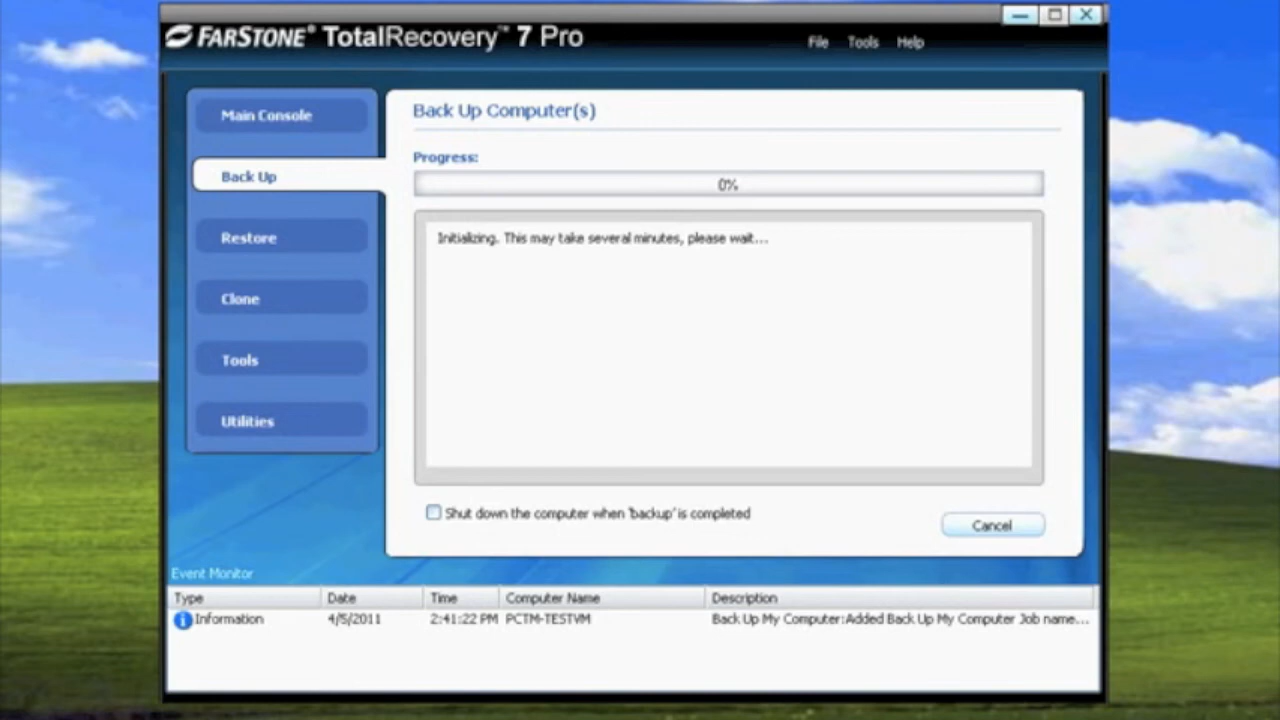 FARSTONE® TotalRecovery™ 7 Pro
File Tools Help
Main Console
Back Up
Restore
Clone
Tools
Utilities
Back Up Computer(s)
Progress:
0%
Initializing. This may take several minutes, please wait...
Shut down the computer when 'backup' is completed
Cancel
Event Monitor
Type Date Time Computer Name Description
Information 4/5/2011 2:41:22 PM PCTM-TESTVM Back Up My Computer:Added Back Up My Computer Job name...